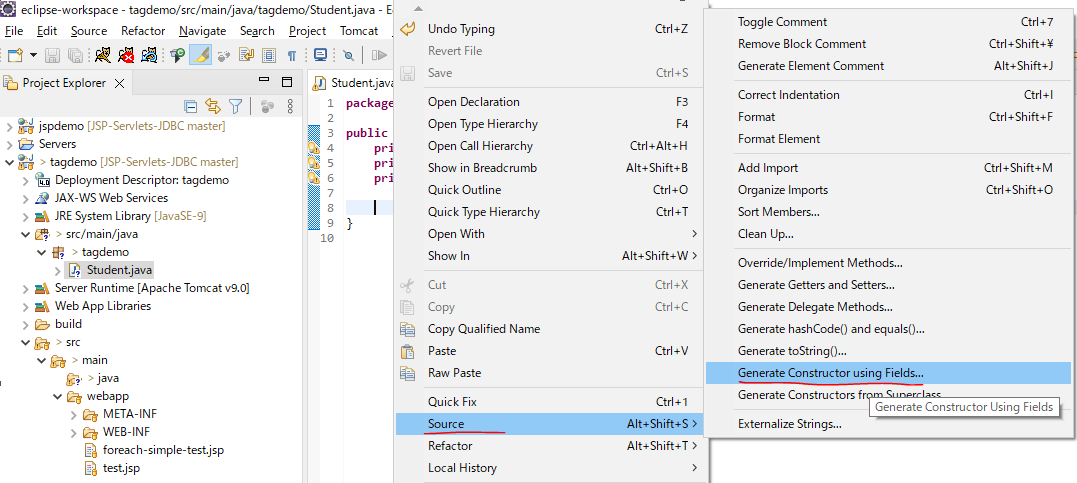 eclipse-workspace - tagdemo/src/main/java/tagdemo/Student.java - E
File Edit Source Refactor Navigate Search Project Tomcat
Project Explorer
jspdemo [JSP-Servlets-JDBC master]
Servers
> tagdemo [JSP-Servlets-JDBC master]
Deployment Descriptor: tagdemo
JAX-WS Web Services
JRE System Library [JavaSE-9]
> src/main/java
> tagdemo
Student.java
Server Runtime [Apache Tomcat v9.0]
Web App Libraries
build
> src
> main
> java
webapp
META-INF
WEB-INF
foreach-simple-test.jsp
test.jsp
Student.java
1 package
2
3 public
4 pri
5 pri
6 pri
7
8
9 }
10
Undo Typing Ctrl+Z
Revert File
Save Ctrl+S
Open Declaration F3
Open Type Hierarchy F4
Open Call Hierarchy Ctrl+Alt+H
Show in Breadcrumb Alt+Shift+B
Quick Outline Ctrl+O
Quick Type Hierarchy Ctrl+T
Open With >
Show In Alt+Shift+W >
Cut Ctrl+X
Copy Ctrl+C
Copy Qualified Name
Paste Ctrl+V
Raw Paste
Quick Fix Ctrl+1
Source Alt+Shift+S >
Refactor Alt+Shift+T >
Local History >
Toggle Comment Ctrl+7
Remove Block Comment Ctrl+Shift+¥
Generate Element Comment Alt+Shift+J
Correct Indentation Ctrl+I
Format Ctrl+Shift+F
Format Element
Add Import Ctrl+Shift+M
Organize Imports Ctrl+Shift+O
Sort Members...
Clean Up...
Override/Implement Methods...
Generate Getters and Setters...
Generate Delegate Methods...
Generate hashCode() and equals()...
Generate toString()...
Generate Constructor using Fields...
Generate Constructors from Superclass
Generate Constructor Using Fields
Externalize Strings...